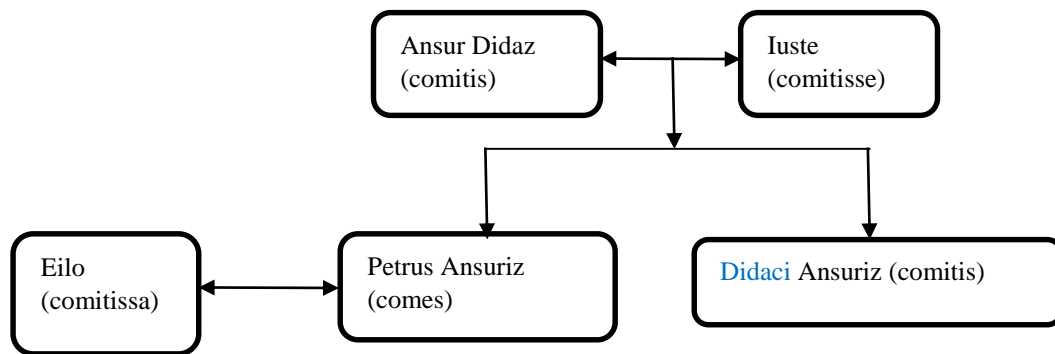 Ansur Didaz
(comitis)
Iuste
(comitisse)
Eilo
(comitissa)
Petrus Ansuriz
(comes)
Didaci Ansuriz (comitis)